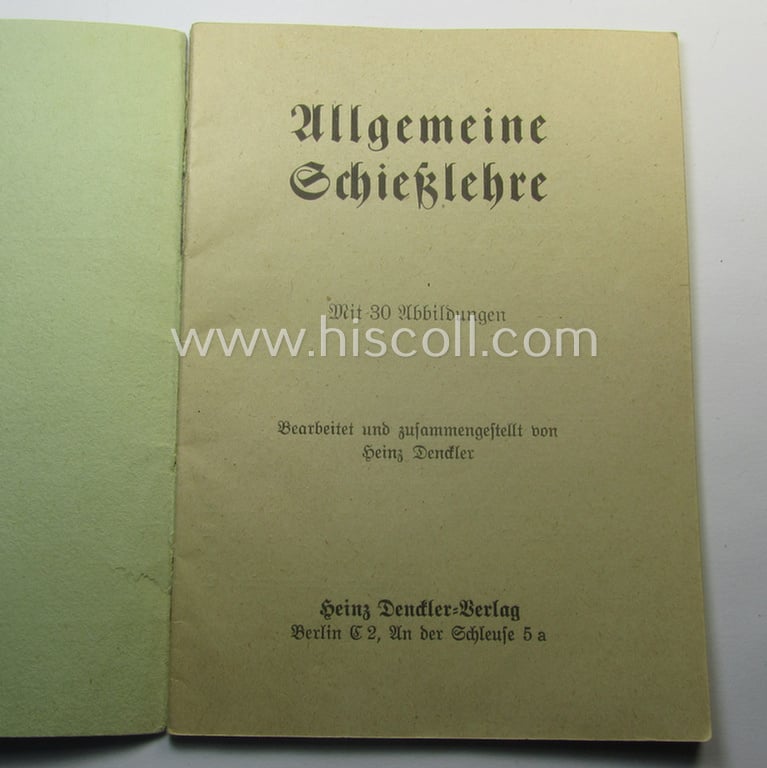 Allgemeine
Schießlehre
Mit 30 Abbildungen
www.hiscoll.com
Bearbeitet und zusammengestellt von
Heinz Denckler
Heinz Denckler-Verlag
Berlin C 2, An der Schleuse 5 a